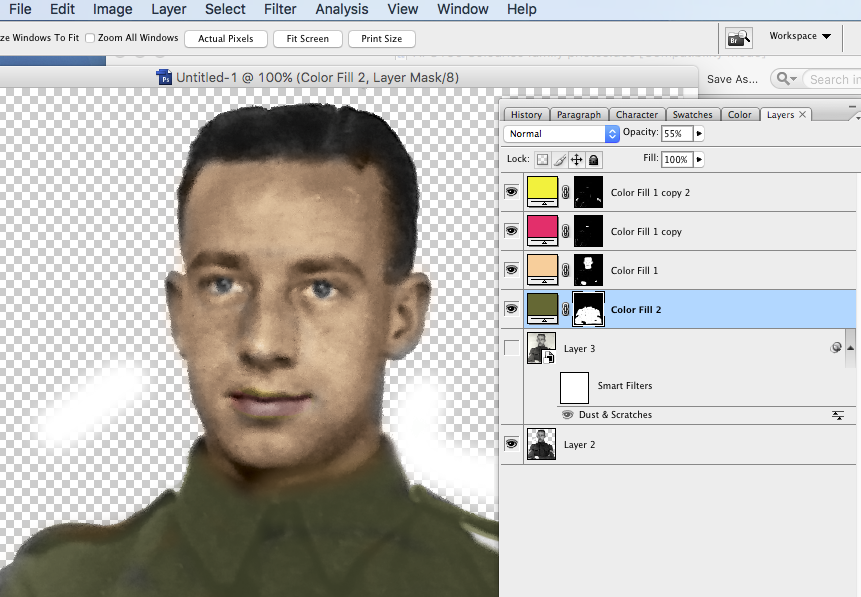 File Edit Image Layer Select Filter Analysis View Window Help
ze Windows To Fit Zoom All Windows Actual Pixels Fit Screen Print Size Br Workspace
Untitled-1 @ 100% (Color Fill 2, Layer Mask/8)
Save As... Search in
History Paragraph Character Swatches Color Layers
Normal Opacity: 55%
Lock: Fill: 100%
Color Fill 1 copy 2
Color Fill 1 copy
Color Fill 1
Color Fill 2
Layer 3
Smart Filters
Dust & Scratches
Layer 2